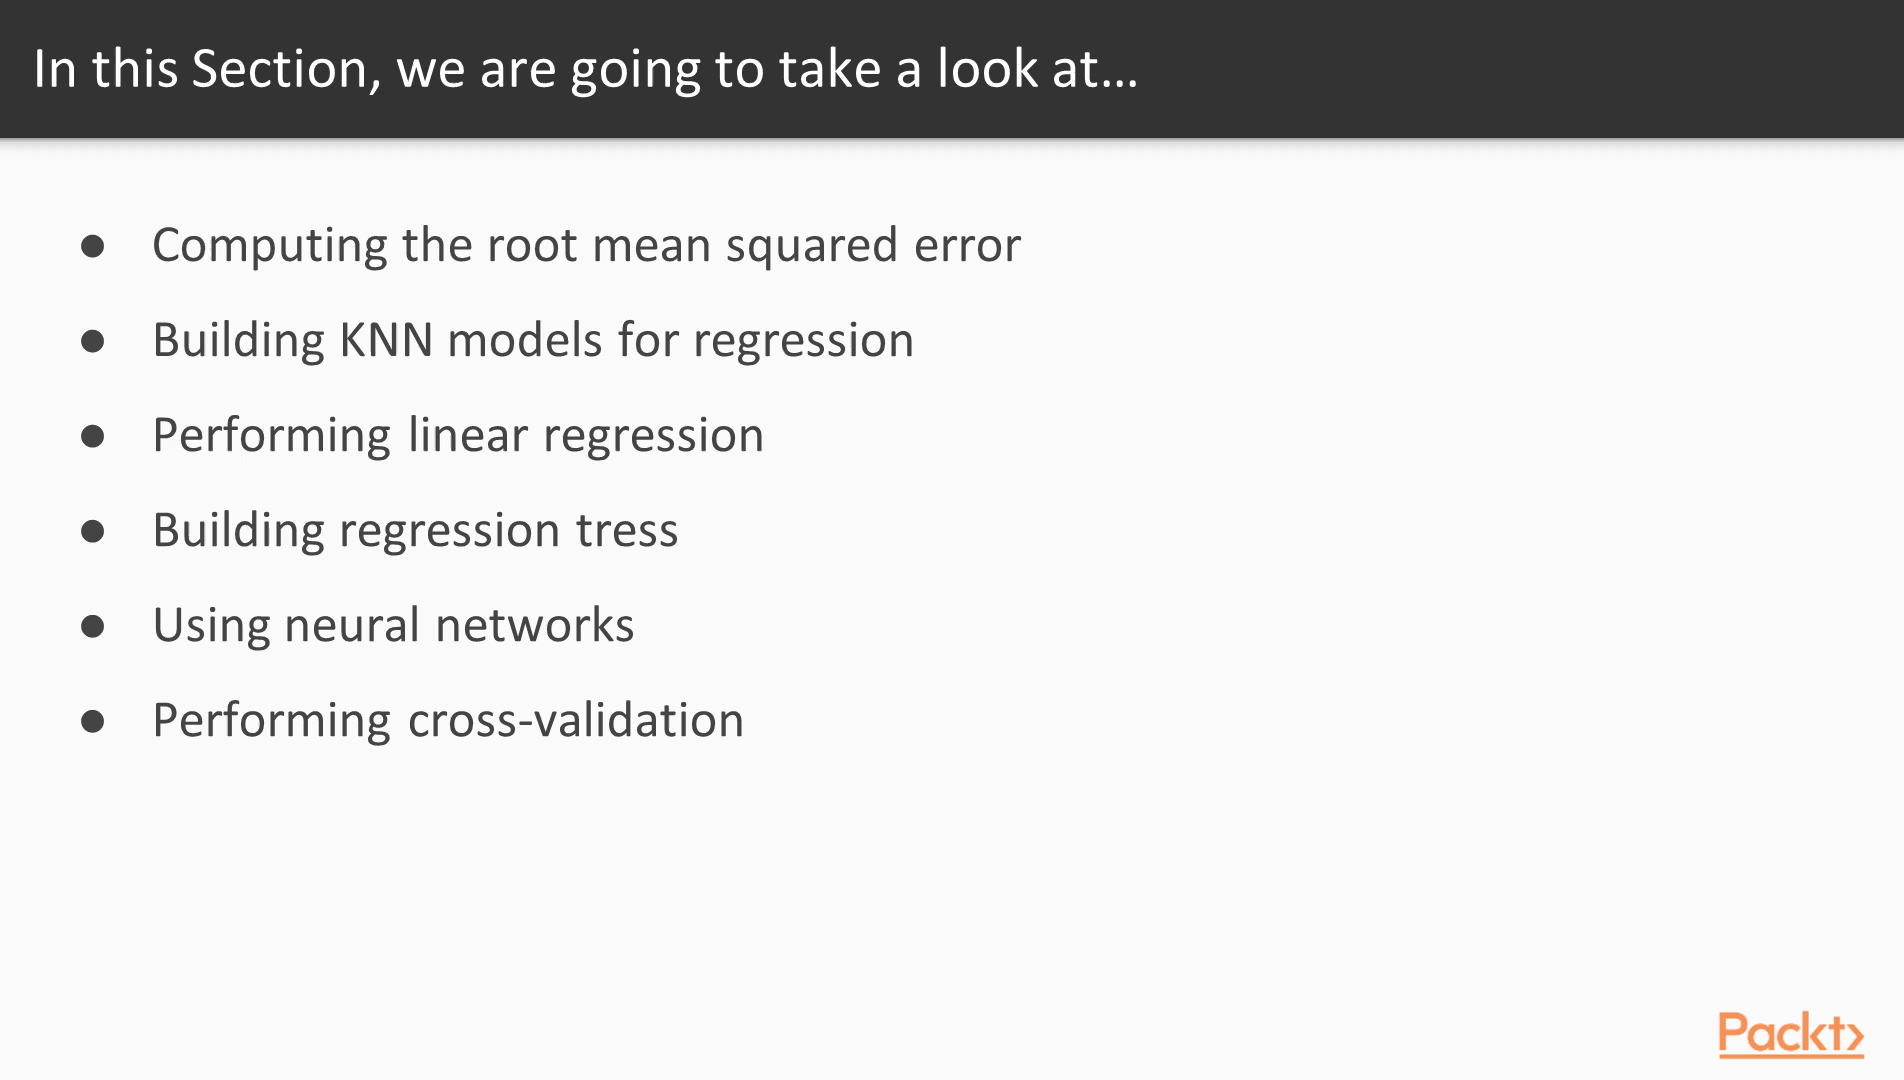 In this Section, we are going to take a look at...
● Computing the root mean squared error
● Building KNN models for regression
● Performing linear regression
● Building regression tress
● Using neural networks
● Performing cross-validation
Packt>